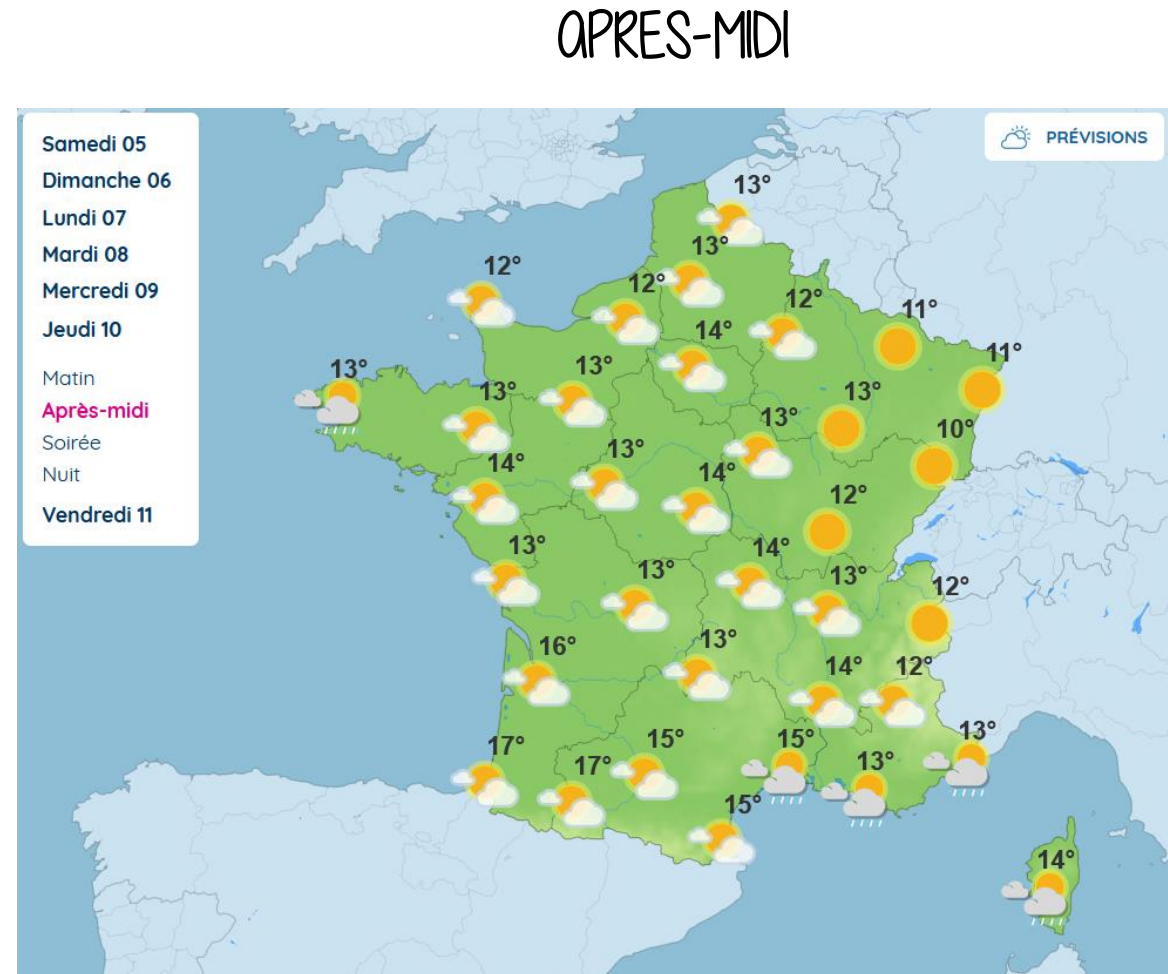 APRES-MIDI
Samedi 05
Dimanche 06
Lundi 07
Mardi 08
Mercredi 09
Jeudi 10
Matin
Après-midi
Soirée
Nuit
Vendredi 11
PRÉVISIONS
13°
13°
12°
12°
12°
11°
14°
11°
13°
13°
13°
13°
13°
10°
13°
14°
14°
12°
13°
14°
13°
13°
12°
13°
16°
14°
12°
13°
17°
15°
15°
17°
13°
15°
14°